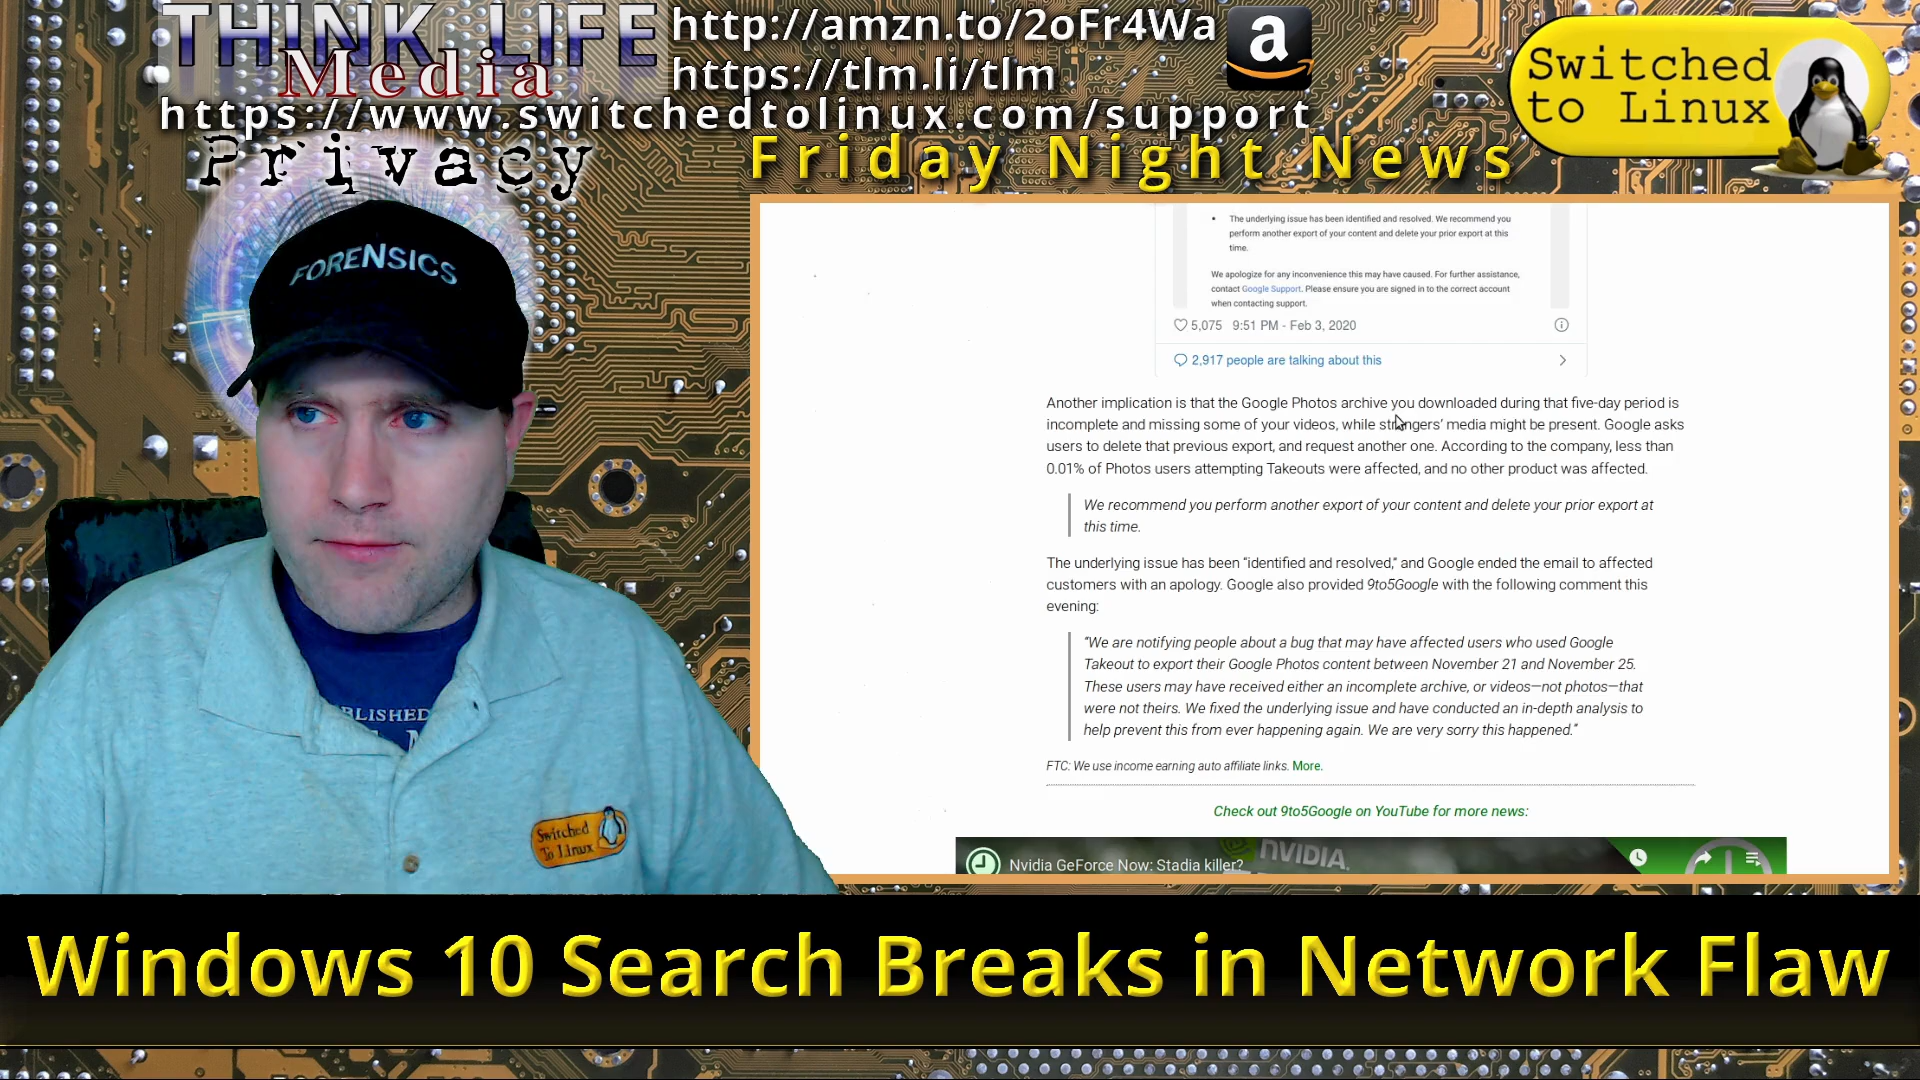 THINK LIFE
Media
http://amzn.to/2oFr4Wa
a
https://tlm.li/tlm
https://www.switchedtolinux.com/support
Privacy
Friday Night News
Switched
to Linux
FORENSICS
BLISHED
Switched
To Linux
• The underlying issue has been identified and resolved. We recommend you
perform another export of your content and delete your prior export at this
time.
We apologize for any inconvenience this may have caused. For further assistance,
contact Google Support. Please ensure you are signed in to the correct account
when contacting support.
5,075 9:51 PM - Feb 3, 2020
2,917 people are talking about this
Another implication is that the Google Photos archive you downloaded during that five-day period is
incomplete and missing some of your videos, while strangers’ media might be present. Google asks
users to delete that previous export, and request another one. According to the company, less than
0.01% of Photos users attempting Takeouts were affected, and no other product was affected.
We recommend you perform another export of your content and delete your prior export at
this time.
The underlying issue has been “identified and resolved,” and Google ended the email to affected
customers with an apology. Google also provided 9to5Google with the following comment this
evening:
“We are notifying people about a bug that may have affected users who used Google
Takeout to export their Google Photos content between November 21 and November 25.
These users may have received either an incomplete archive, or videos—not photos—that
were not theirs. We fixed the underlying issue and have conducted an in-depth analysis to
help prevent this from ever happening again. We are very sorry this happened.”
FTC: We use income earning auto affiliate links. More.
Check out 9to5Google on YouTube for more news:
Nvidia GeForce Now: Stadia killer?
NVIDIA.
Windows 10 Search Breaks in Network Flaw